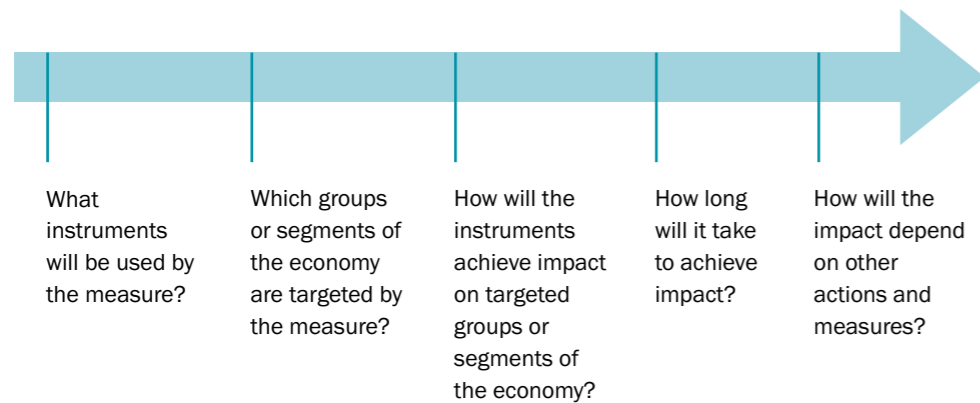 What
instruments
will be used by
the measure?
Which groups
or segments of
the economy
are targeted by
the measure?
How will the
instruments
achieve impact
on targeted
groups or
segments of
the economy?
How long
will it take
to achieve
impact?
How will the
impact depend
on other
actions and
measures?